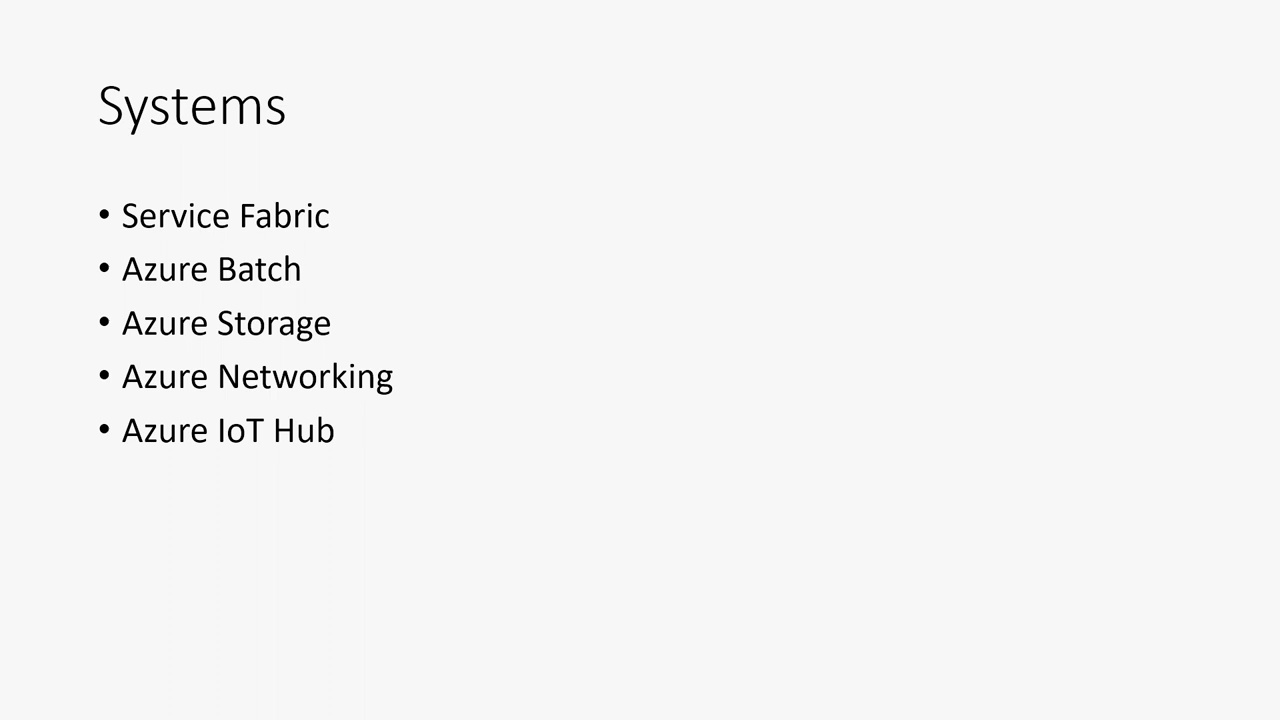 Systems
• Service Fabric
• Azure Batch
• Azure Storage
• Azure Networking
• Azure IoT Hub